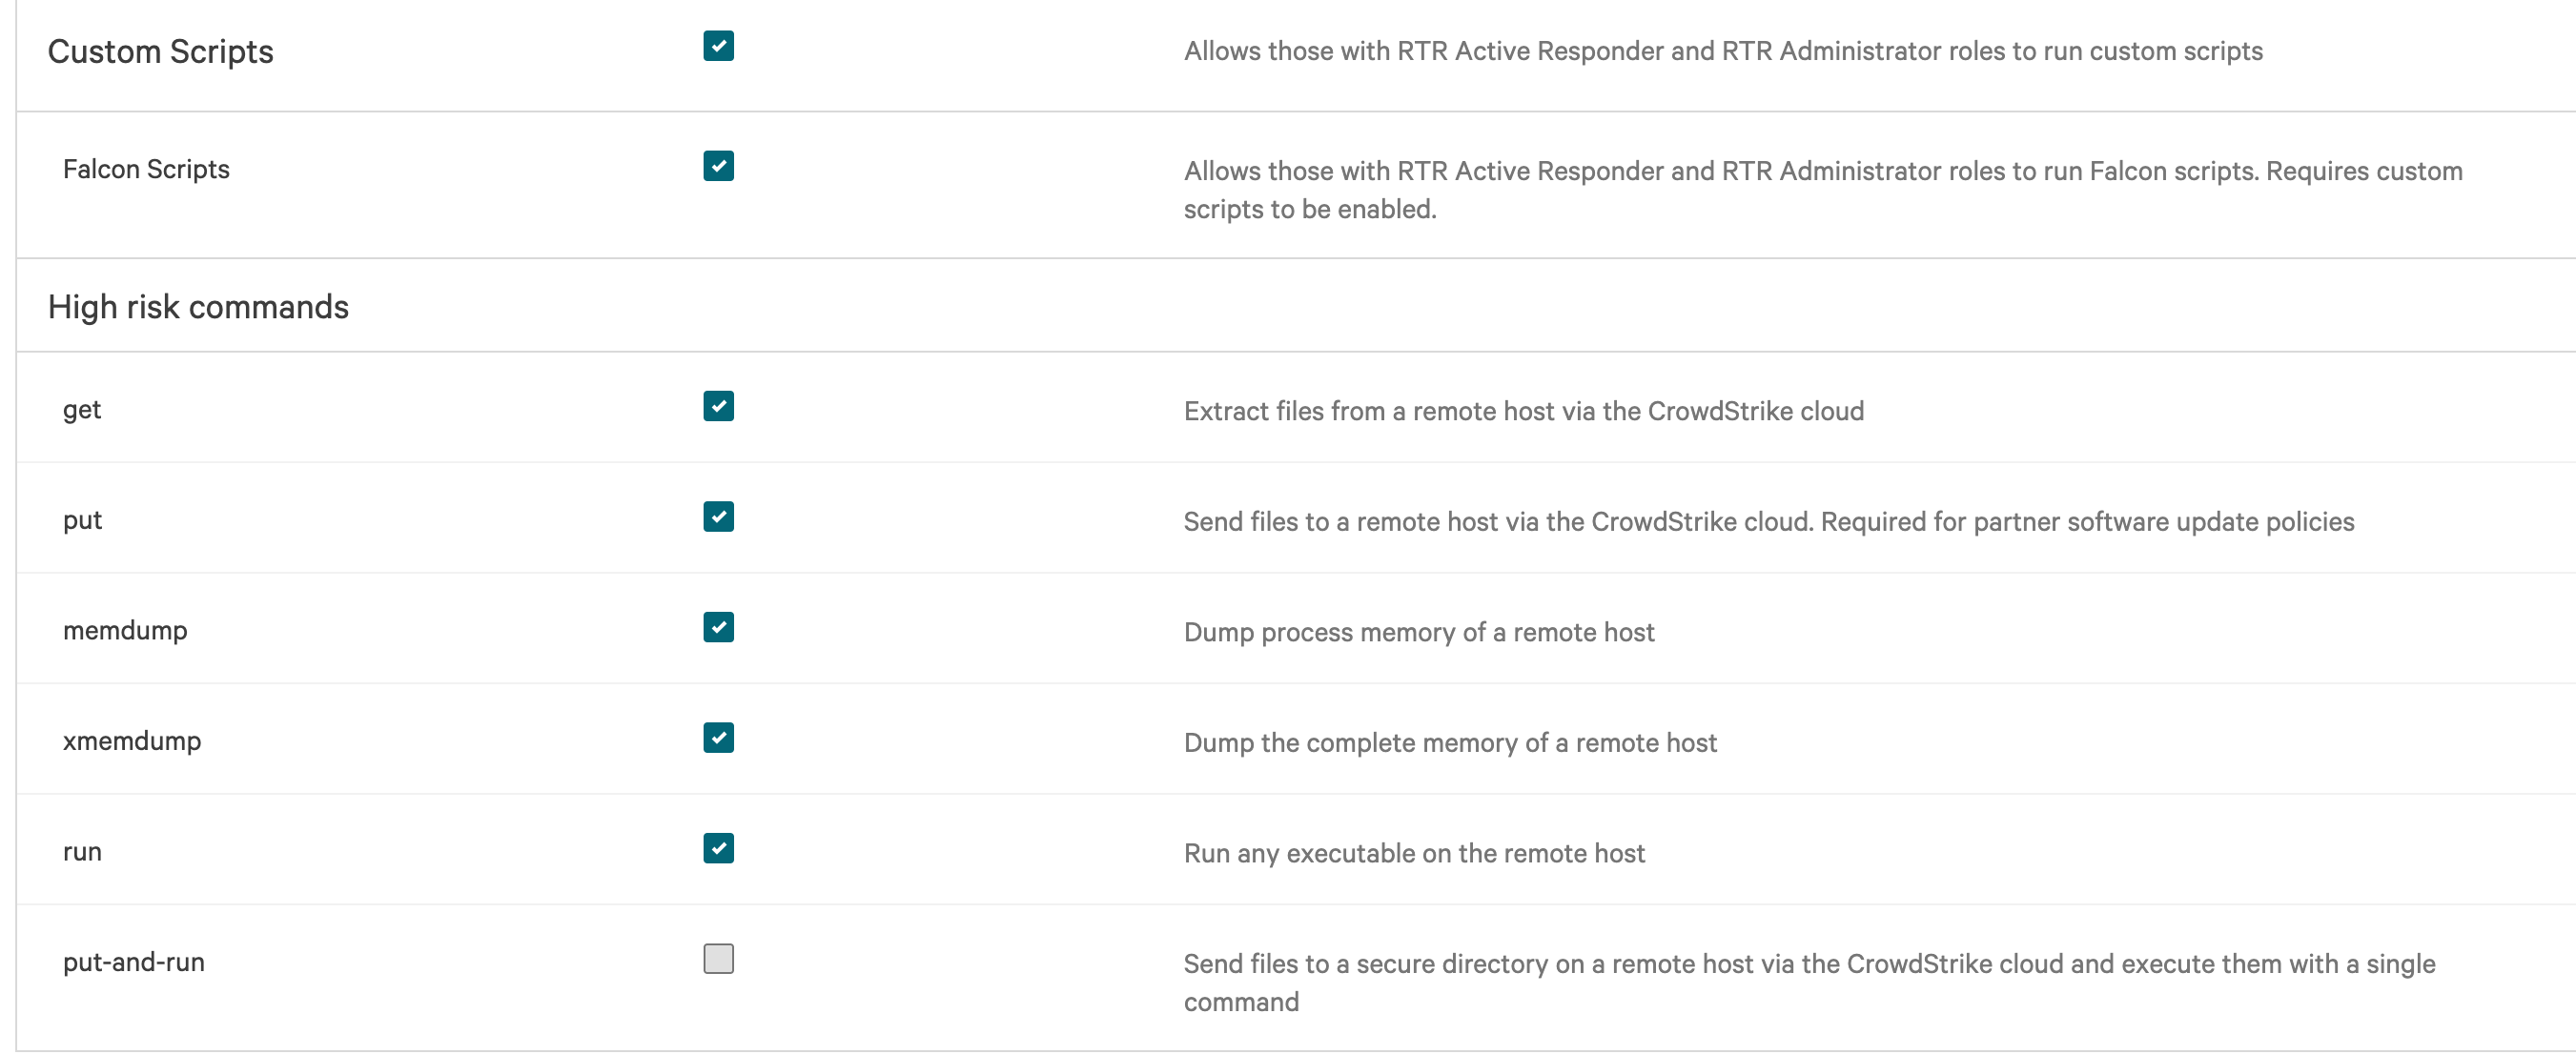 Custom Scripts
Allows those with RTR Active Responder and RTR Administrator roles to run custom scripts
Falcon Scripts
Allows those with RTR Active Responder and RTR Administrator roles to run Falcon scripts. Requires custom
scripts to be enabled.
High risk commands
get
Extract files from a remote host via the CrowdStrike cloud
put
Send files to a remote host via the CrowdStrike cloud. Required for partner software update policies
memdump
Dump process memory of a remote host
xmemdump
Dump the complete memory of a remote host
run
Run any executable on the remote host
put-and-run
Send files to a secure directory on a remote host via the CrowdStrike cloud and execute them with a single
command